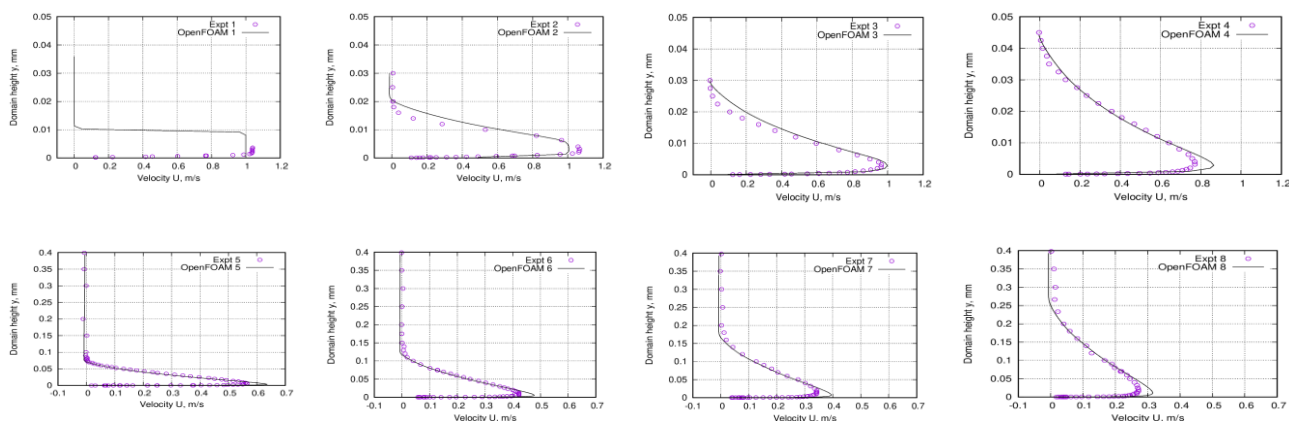 Expt 1
OpenFOAM 1
Domain height y, mm
0.05
0.04
0.03
0.02
0.01
0
0 0.2 0.4 0.6 0.8 1 1.2
Velocity U, m/s
Expt 2
OpenFOAM 2
Domain height y, mm
0.05
0.04
0.03
0.02
0.01
0
0 0.2 0.4 0.6 0.8 1 1.2
Velocity U, m/s
Expt 3
OpenFOAM 3
Domain height y, mm
0.05
0.04
0.03
0.02
0.01
0
0 0.2 0.4 0.6 0.8 1 1.2
Velocity U, m/s
Expt 4
OpenFOAM 4
Domain height y, mm
0.05
0.04
0.03
0.02
0.01
0
0 0.2 0.4 0.6 0.8 1 1.2
Velocity U, m/s
Expt 5
OpenFOAM 5
Domain height y, mm
0.4
0.35
0.3
0.25
0.2
0.15
0.1
0.05
0
-0.1 0 0.1 0.2 0.3 0.4 0.5 0.6 0.7
Velocity U, m/s
Expt 6
OpenFOAM 6
Domain height y, mm
0.4
0.35
0.3
0.25
0.2
0.15
0.1
0.05
0
-0.1 0 0.1 0.2 0.3 0.4 0.5 0.6 0.7
Velocity U, m/s
Expt 7
OpenFOAM 7
Domain height y, mm
0.4
0.35
0.3
0.25
0.2
0.15
0.1
0.05
0
-0.1 0 0.1 0.2 0.3 0.4 0.5 0.6 0.7
Velocity U, m/s
Expt 8
OpenFOAM 8
Domain height y, mm
0.4
0.35
0.3
0.25
0.2
0.15
0.1
0.05
0
-0.1 0 0.1 0.2 0.3 0.4 0.5 0.6 0.7
Velocity U, m/s